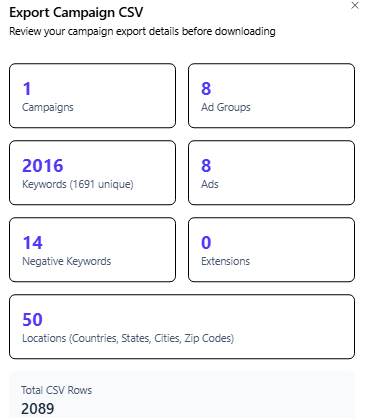 Export Campaign CSV
Review your campaign export details before downloading
1
Campaigns
8
Ad Groups
2016
Keywords (1691 unique)
8
Ads
14
Negative Keywords
0
Extensions
50
Locations (Countries, States, Cities, Zip Codes)
Total CSV Rows
2089